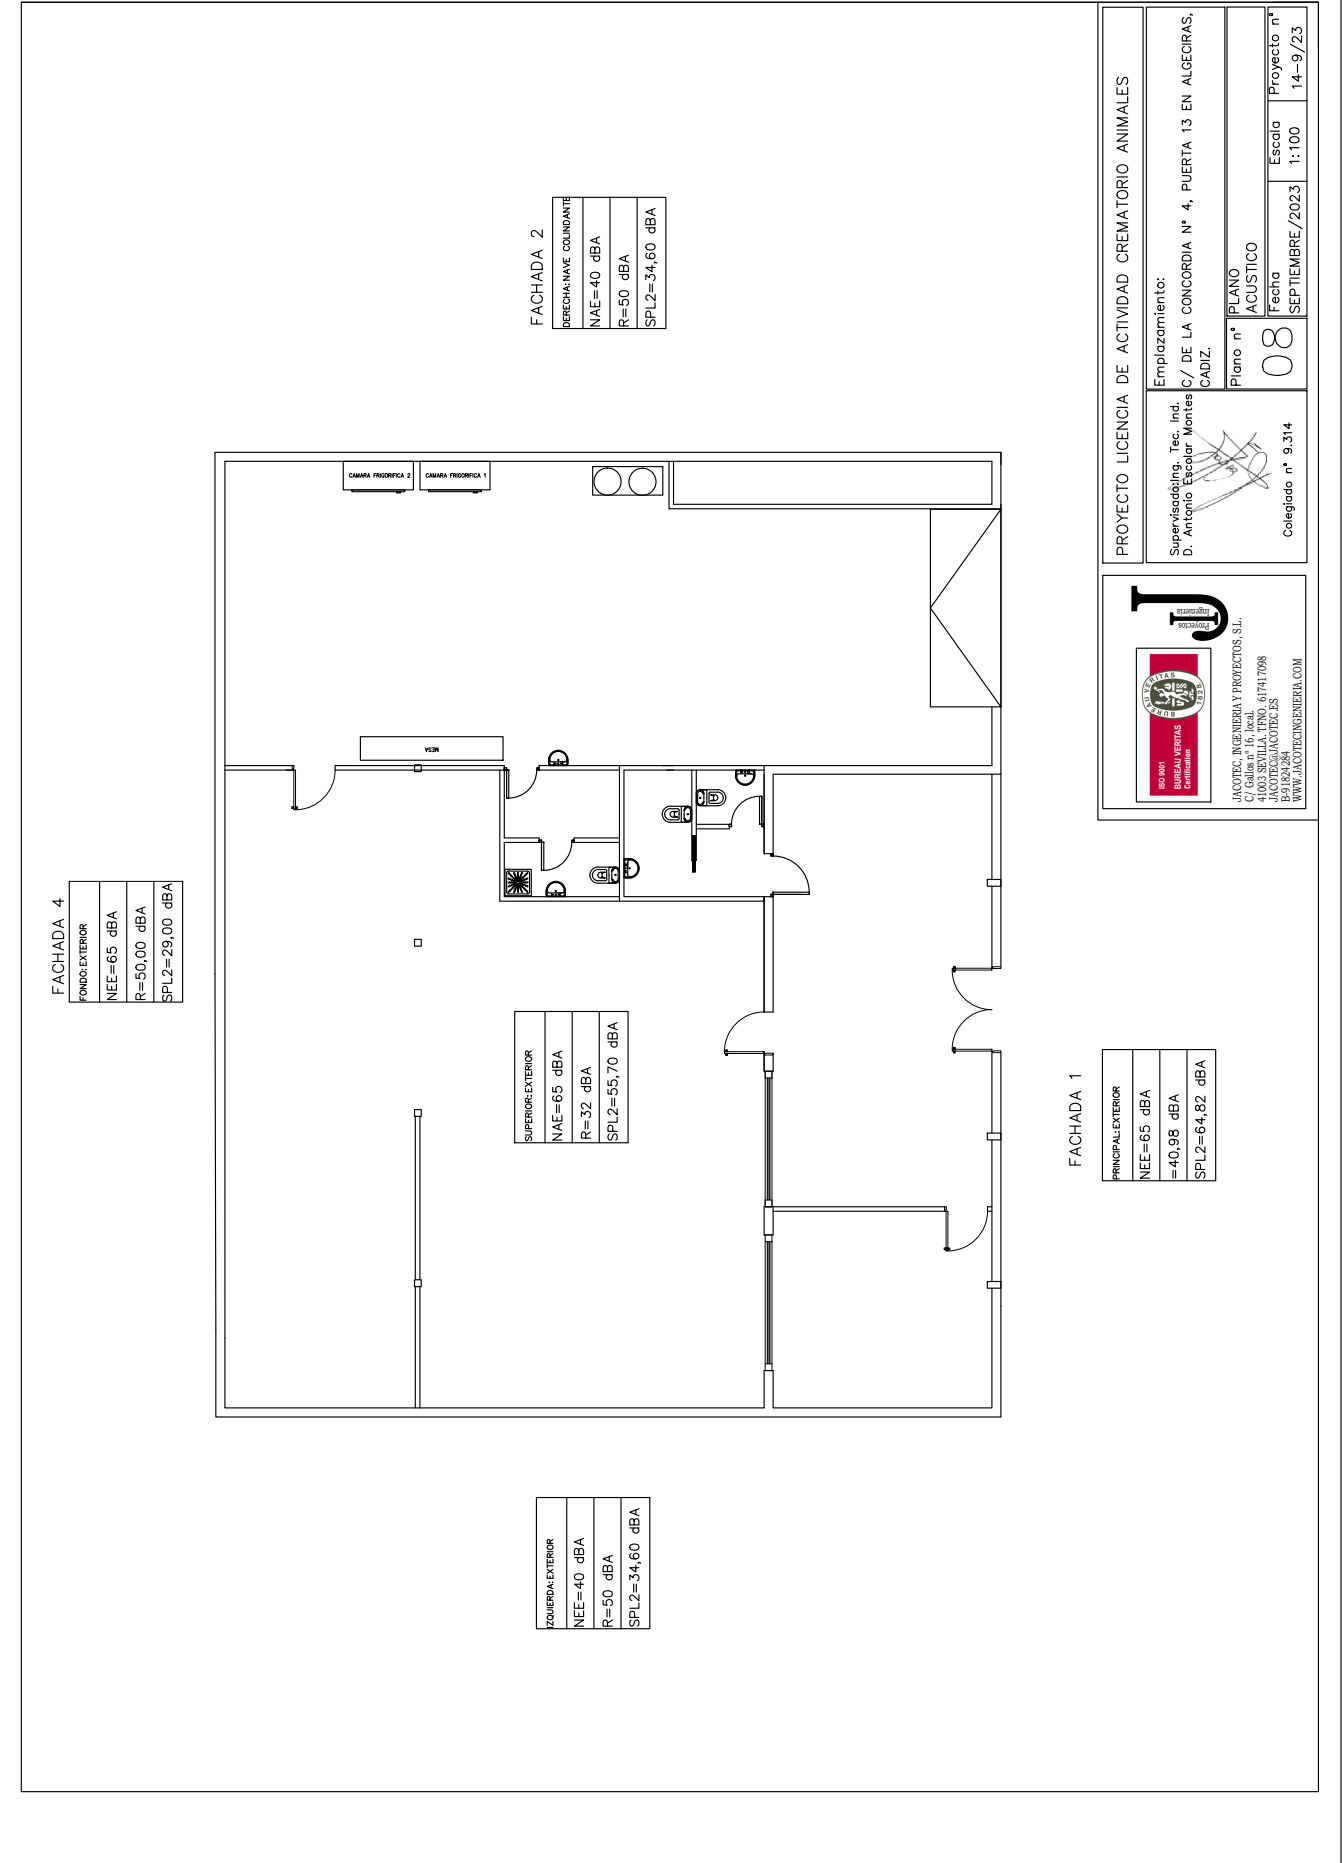 FACHADA 4
FONDO:EXTERIOR
NEE=65 dBA
R=50,00 dBA
SPL2=29,00 dBA
IZQUIERDA:EXTERIOR
NEE=40 dBA
R=50 dBA
SPL2=34,60 dBA
SUPERIOR:EXTERIOR
NAE=65 dBA
R=32 dBA
SPL2=55,70 dBA
MESA
CAMARA FRIGORIFICA 2
CAMARA FRIGORIFICA 1
FACHADA 2
DERECHA:NAVE COLINDANTE
NAE=40 dBA
R=50 dBA
SPL2=34,60 dBA
FACHADA 1
PRINCIPAL:EXTERIOR
NEE=65 dBA
=40,98 dBA
SPL2=64,82 dBA
Proyectos
Ingeniería
BUREAU VERITAS
1828
ISO 9001
BUREAU VERITAS
Certification
JACOTEC, INGENIERIA Y PROYECTOS, S.L.
C/ Gallos nº 16, local.
41003 SEVILLA. TFNO. 617417098
JACOTEC@JACOTEC.ES
B-91824284
WWW.JACOTECINGENIERIA.COM
PROYECTO LICENCIA DE ACTIVIDAD CREMATORIO ANIMALES
Supervisado:Ing. Tec. Ind.
D. Antonio Escolar Montes
Colegiado nº 9.314
Emplazamiento:
C/ DE LA CONCORDIA Nº 4, PUERTA 13 EN ALGECIRAS,
CADIZ.
Plano nº
08
PLANO
ACUSTICO
Fecha
SEPTIEMBRE/2023
Escala
1:100
Proyecto nº
14-9/23